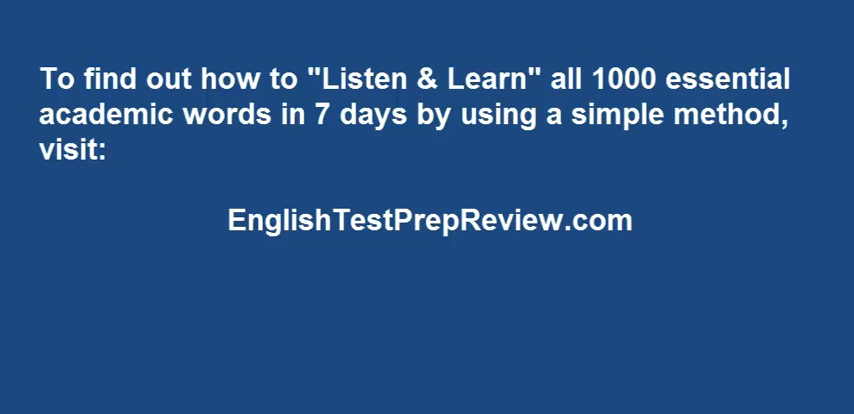 To find out how to "Listen & Learn" all 1000 essential
academic words in 7 days by using a simple method,
visit:
EnglishTestPrepReview.com